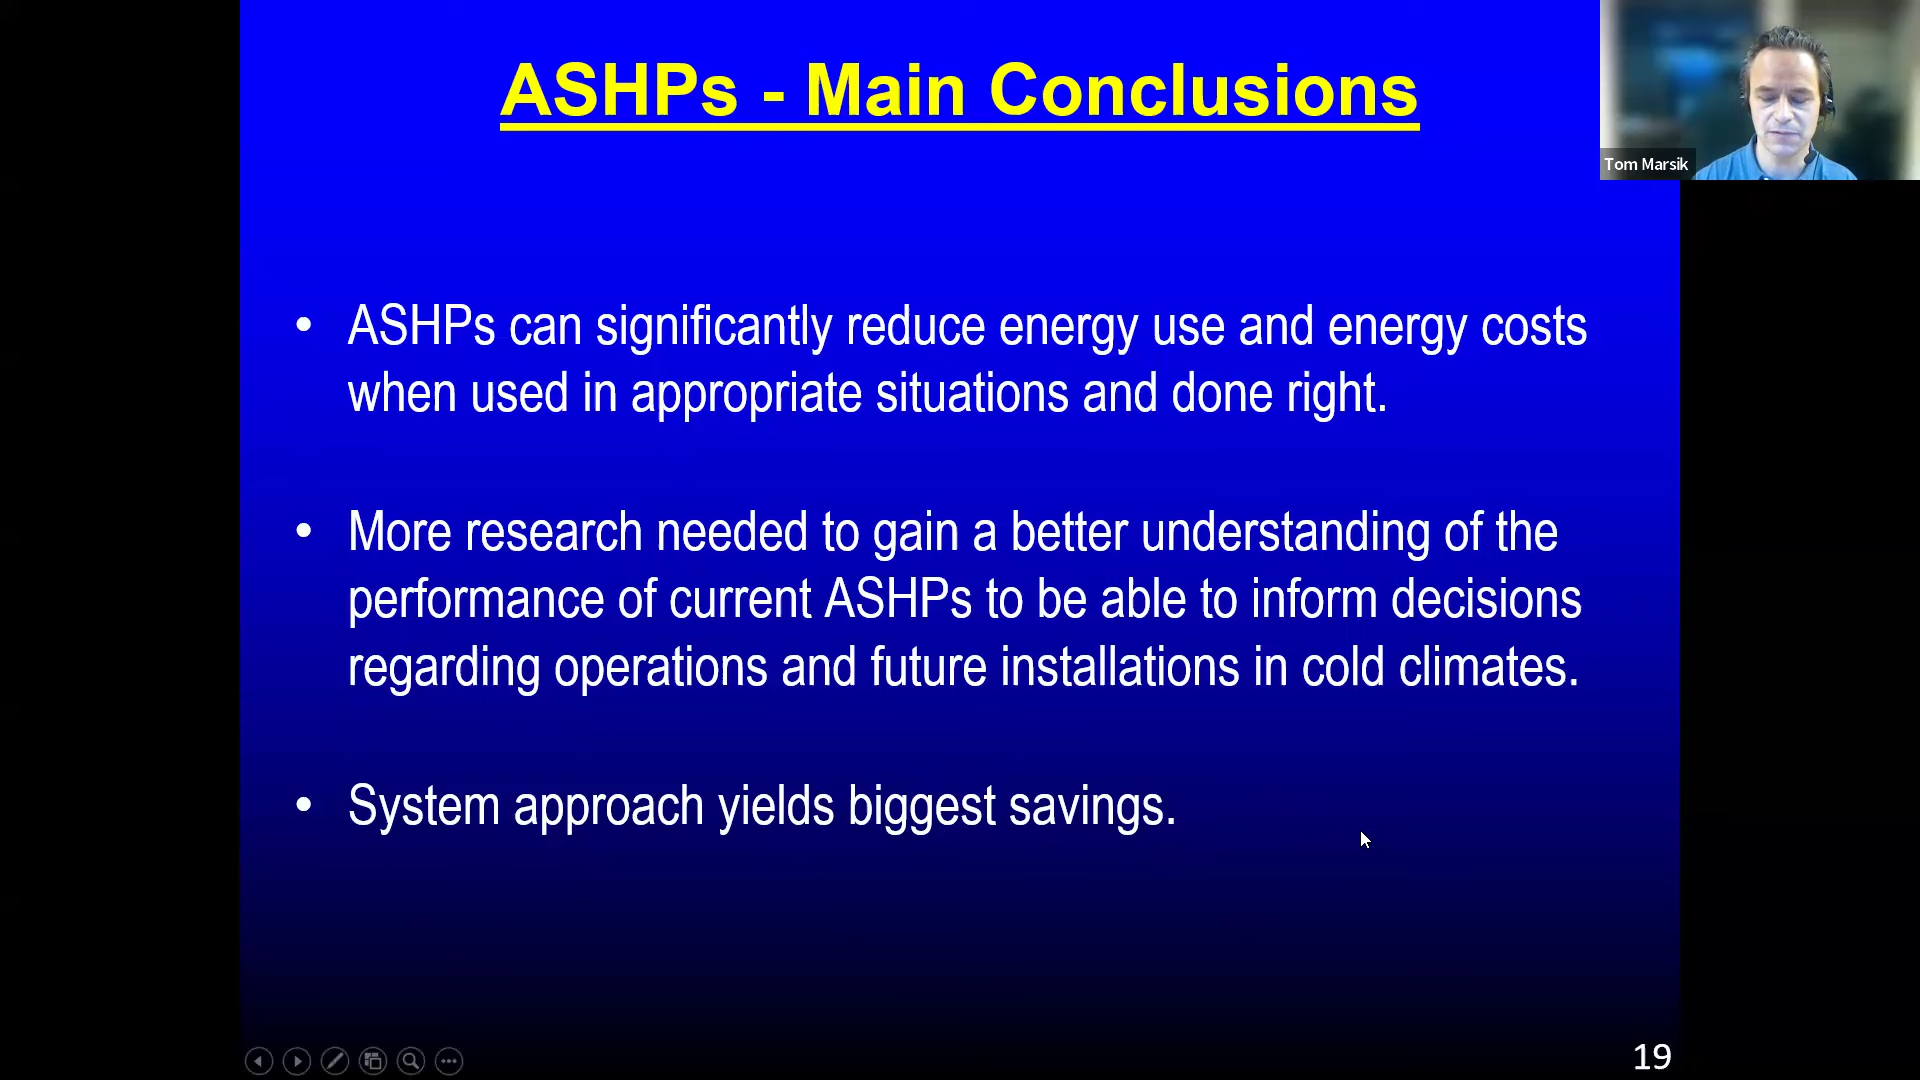 ASHPs - Main Conclusions
Tom Marsik
• ASHPs can significantly reduce energy use and energy costs
when used in appropriate situations and done right.
• More research needed to gain a better understanding of the
performance of current ASHPs to be able to inform decisions
regarding operations and future installations in cold climates.
• System approach yields biggest savings.
19